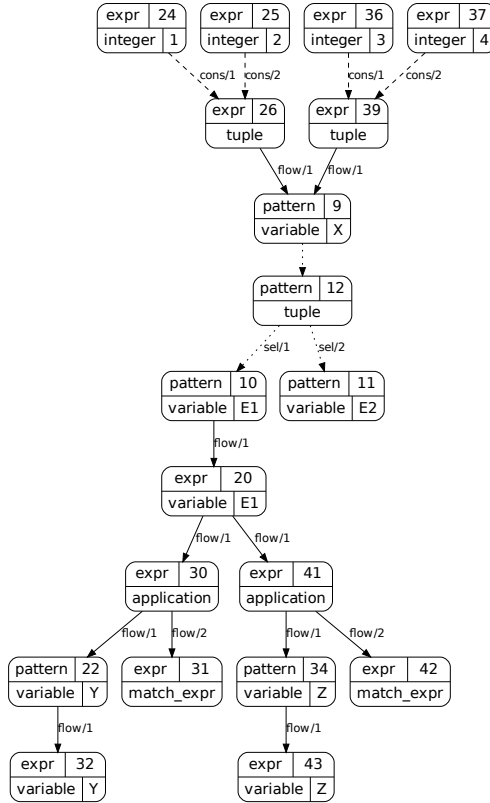 expr 24 expr 25 expr 36 expr 37
integer 1 integer 2 integer 3 integer 4
cons/1 cons/2 cons/1 cons/2
expr 26 expr 39
tuple tuple
flow/1 flow/1
pattern 9
variable X
pattern 12
tuple
sel/1 sel/2
pattern 10 pattern 11
variable E1 variable E2
flow/1
expr 20
variable E1
flow/1 flow/1
expr 30 expr 41
application application
flow/1 flow/2 flow/1 flow/2
pattern 22 expr 31 pattern 34 expr 42
variable Y match_expr variable Z match_expr
flow/1 flow/1
expr 32 expr 43
variable Y variable Z